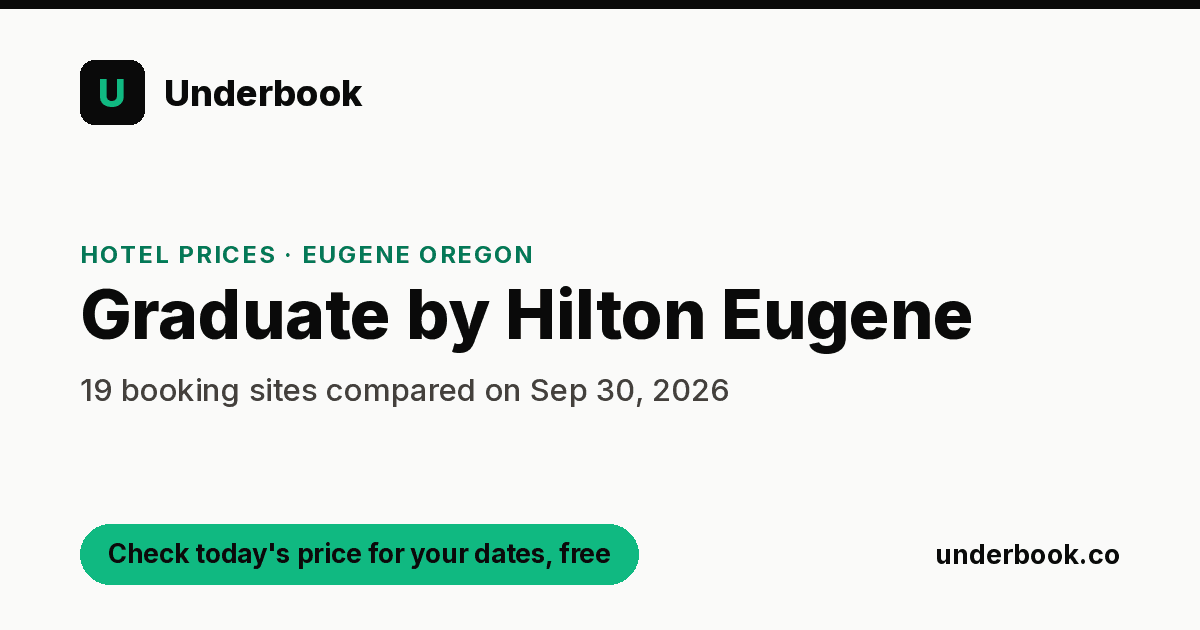 U Underbook
HOTEL PRICES · EUGENE OREGON
Graduate by Hilton Eugene
19 booking sites compared on Sep 30, 2026
Check today's price for your dates, free
underbook.co